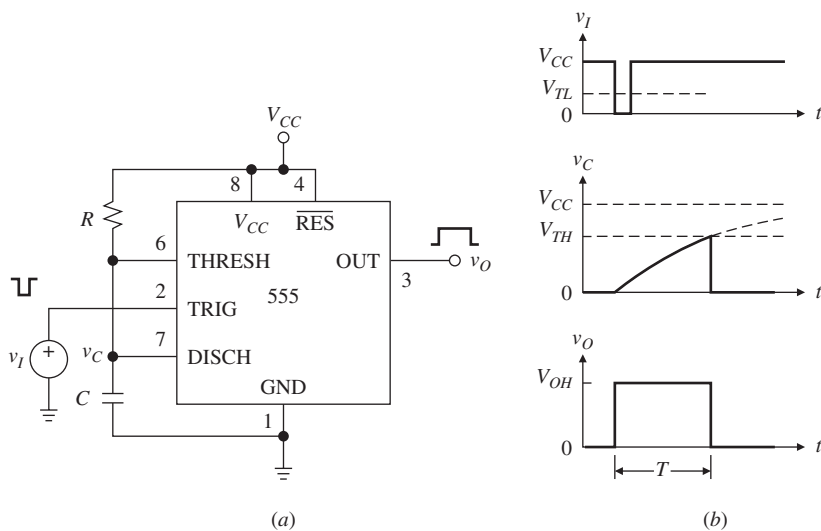 V_CC
8
4
R
V_CC
R̅E̅S̅
6
THRESH
OUT
v_O
3
2
TRIG
555
7
v_I
+
v_C
DISCH
C
GND
1
(a)
v_I
V_CC
V_TL
0
t
v_C
V_CC
V_TH
0
t
v_O
V_OH
0
t
T
(b)